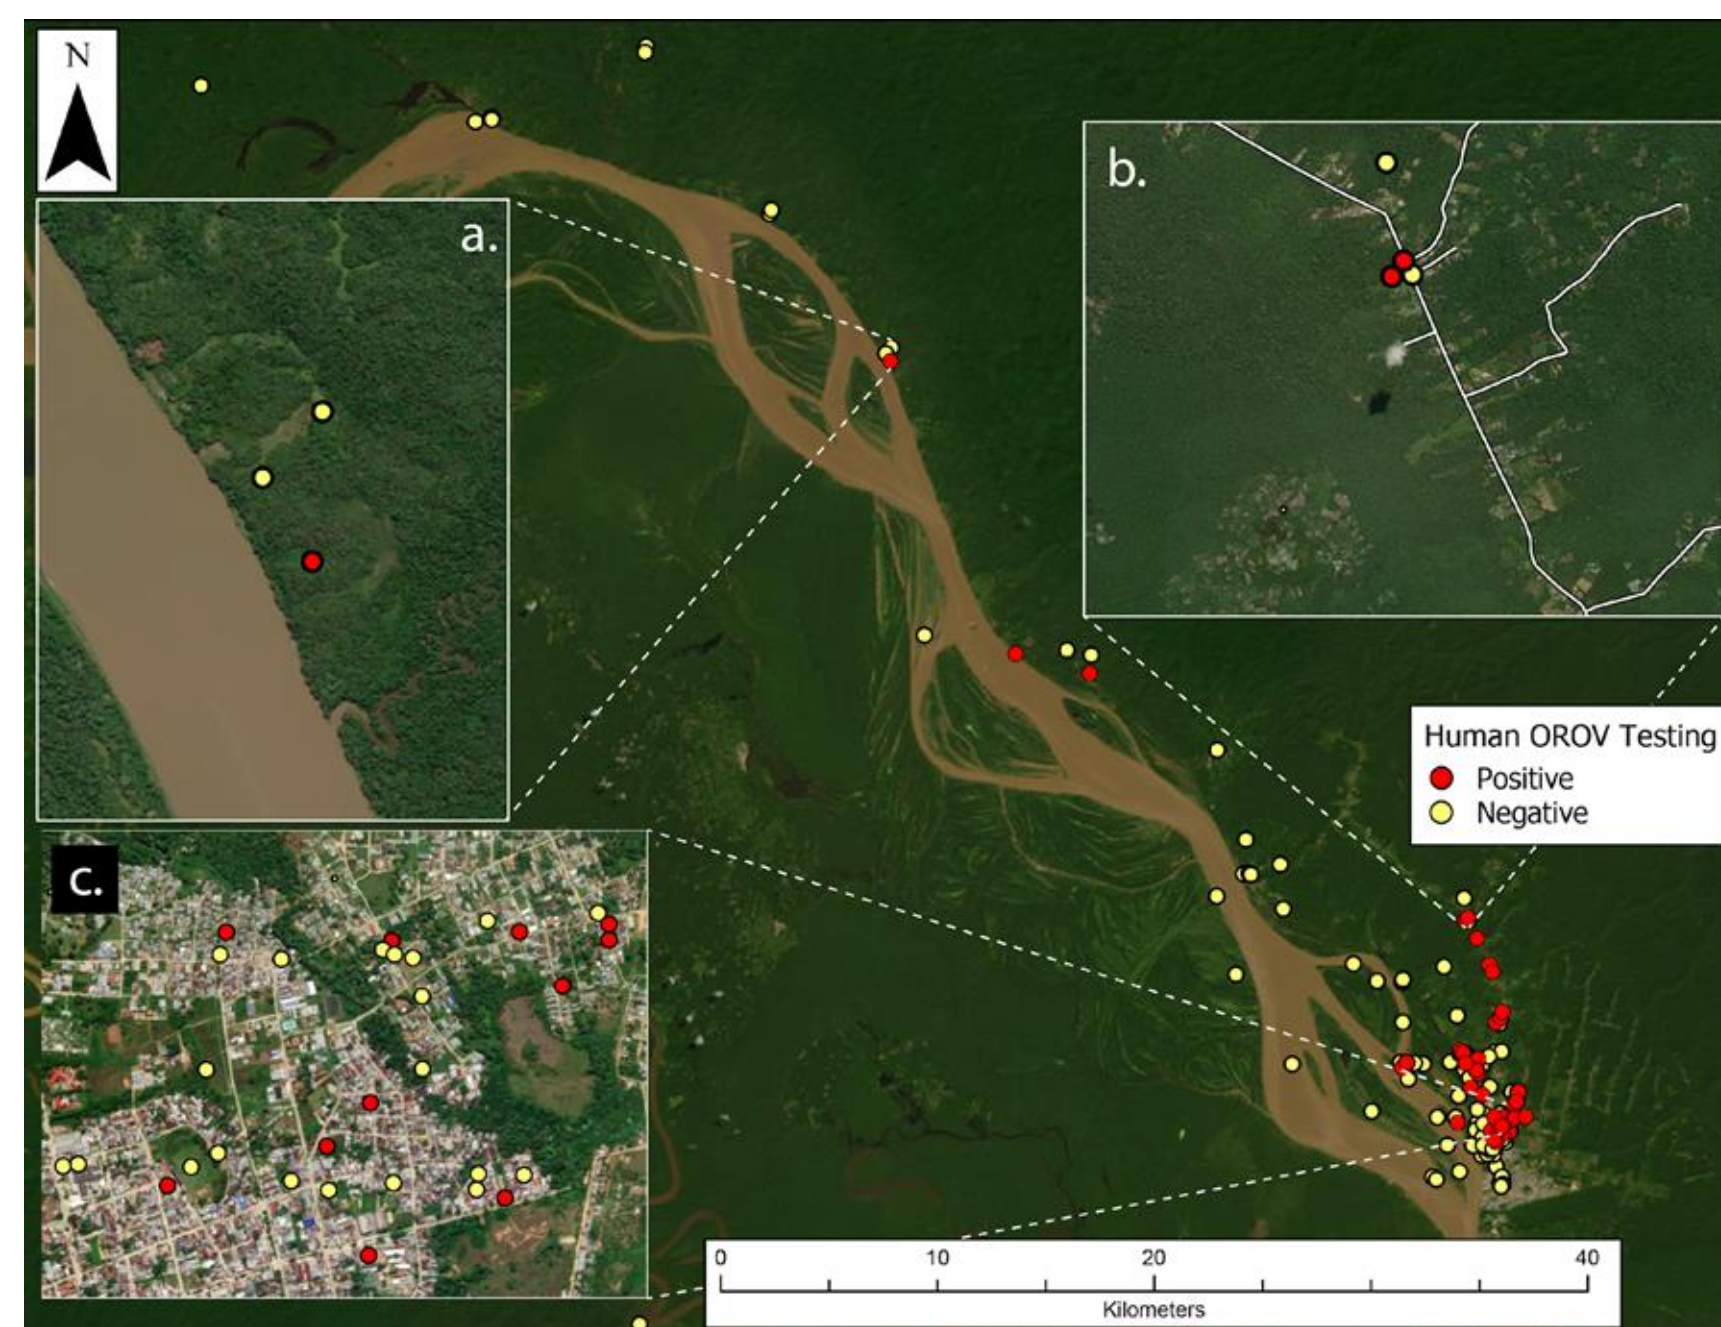 N
a.
b.
Human OROV Testing
Positive
Negative
c.
0 10 20 40
Kilometers